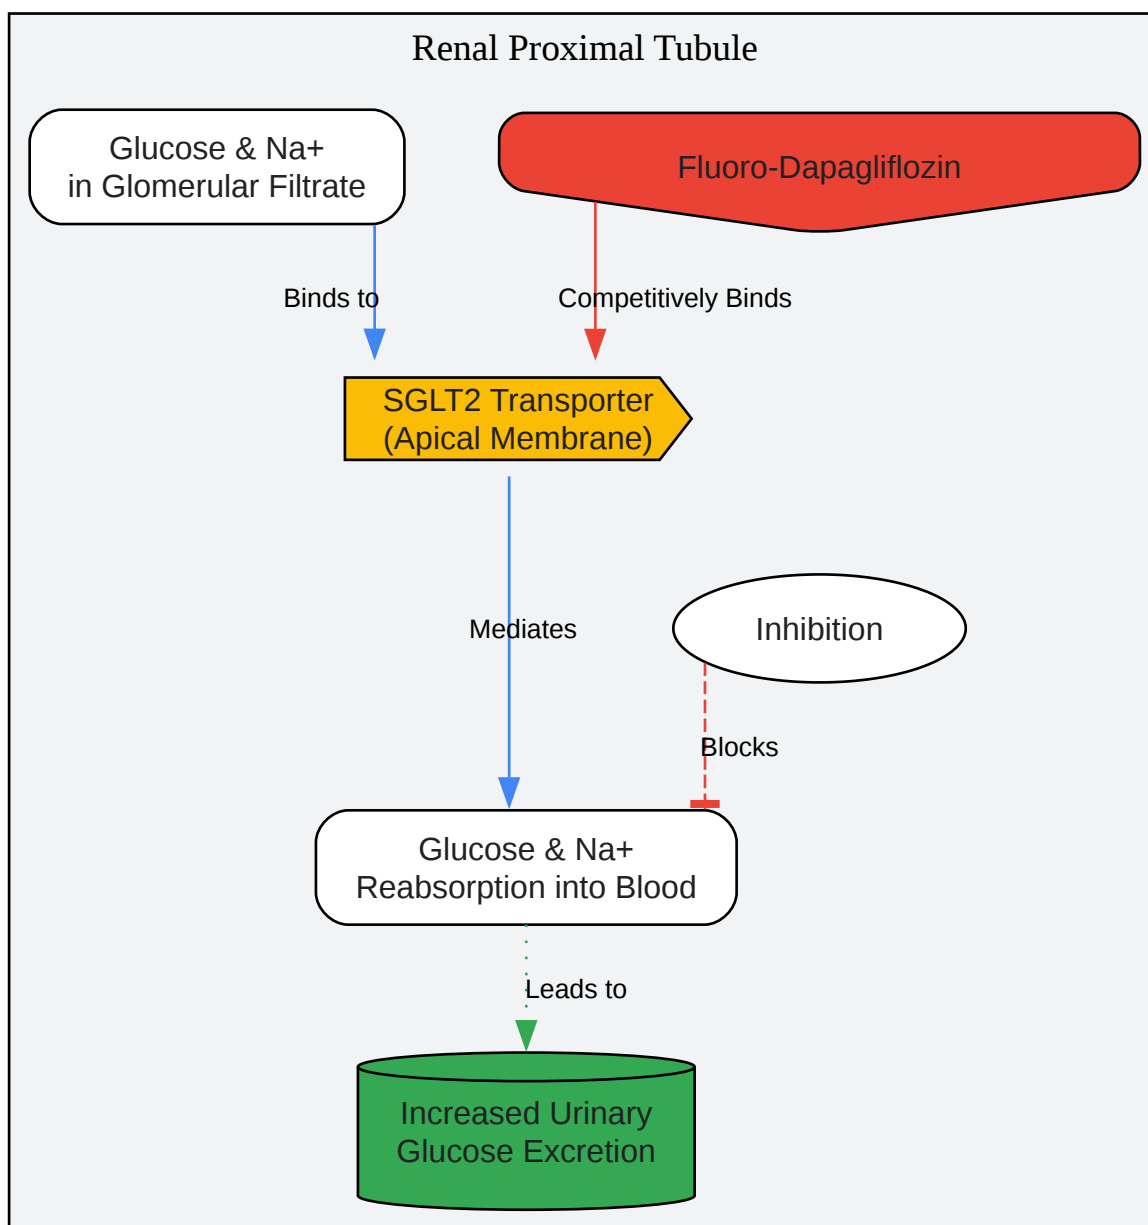 Renal Proximal Tubule
Glucose & Na+
in Glomerular Filtrate
Fluoro-Dapagliflozin
Binds to
Competitively Binds
SGLT2 Transporter
(Apical Membrane)
Mediates
Inhibition
Blocks
Glucose & Na+
Reabsorption into Blood
Leads to
Increased Urinary
Glucose Excretion